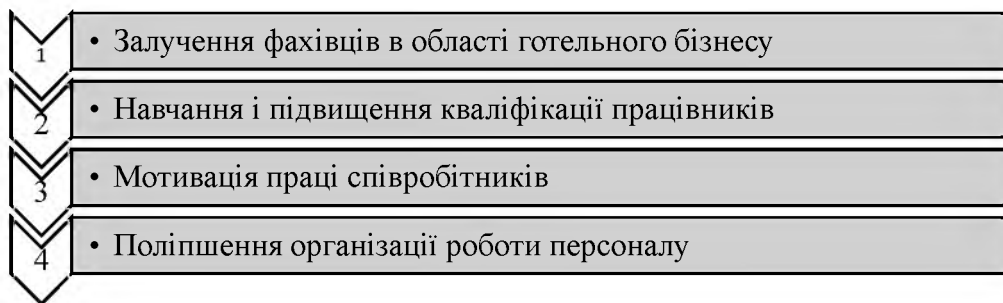 1 • Залучення фахівців в області готельного бізнесу
2 • Навчання і підвищення кваліфікації працівників
3 • Мотивація праці співробітників
4 • Поліпшення організації роботи персоналу